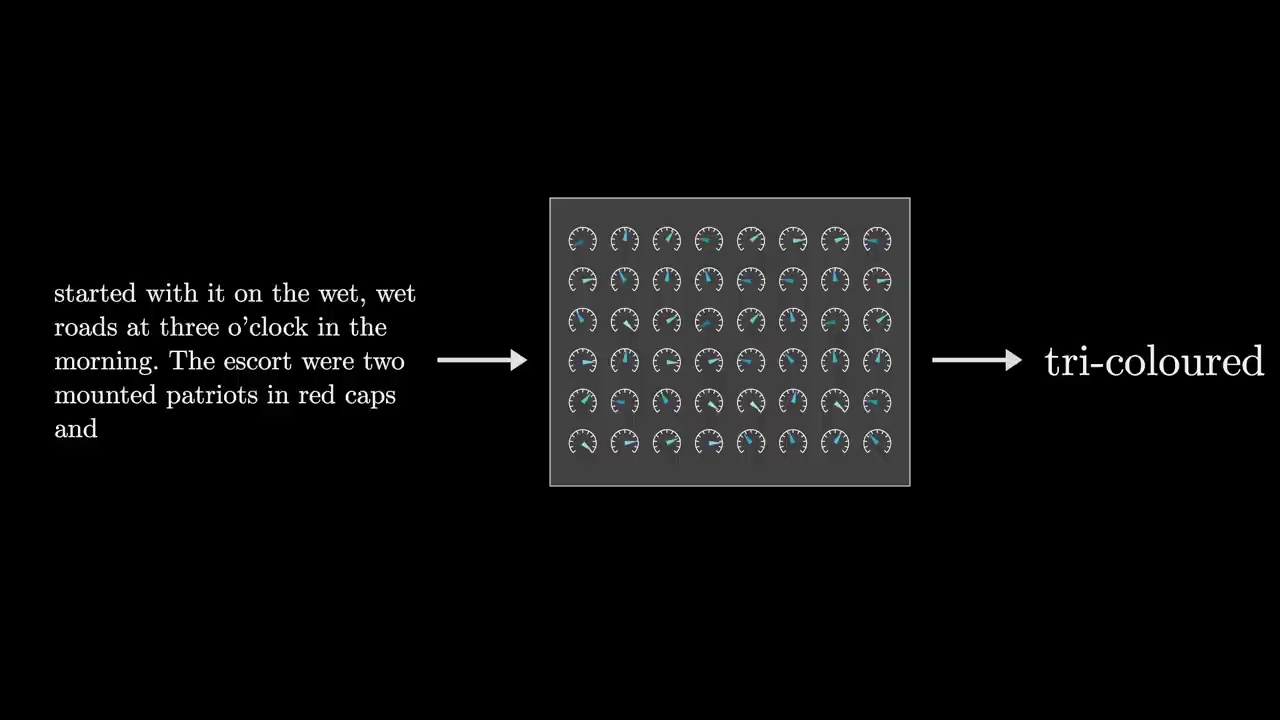 started with it on the wet, wet
roads at three o’clock in the
morning. The escort were two
mounted patriots in red caps
and
tri-coloured